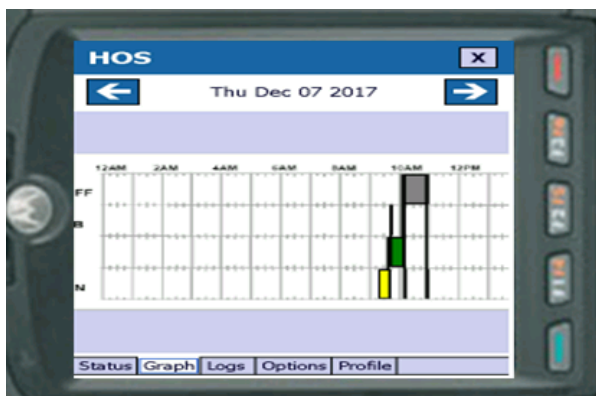 HOS X
Thu Dec 07 2017
12AM 2AM 4AM 6AM 8AM 10AM 12PM
FF
B
N
Status Graph Logs Options Profile